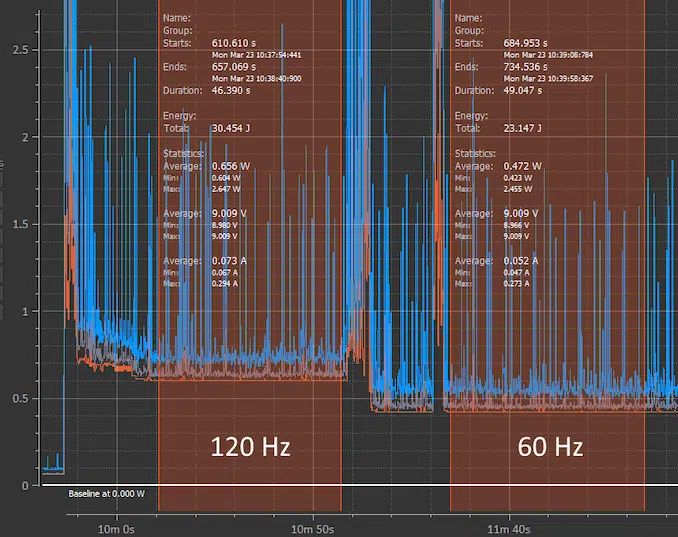 2.5
2
1.5
1
0.5
0
Name:
Group:
Starts: 610.610 s
Mon Mar 23 10:37:54:441
Ends: 657.069 s
Mon Mar 23 10:38:40:900
Duration: 46.390 s
Energy:
Total: 30.454 J
Statistics:
Average: 0.656 W
Min: 0.604 W
Max: 2.647 W
Average: 9.009 V
Min: 8.980 V
Max: 9.009 V
Average: 0.073 A
Min: 0.067 A
Max: 0.294 A
120 Hz
Name:
Group:
Starts: 684.953 s
Mon Mar 23 10:39:08:784
Ends: 734.536 s
Mon Mar 23 10:39:58:367
Duration: 49.047 s
Energy:
Total: 23.147 J
Statistics:
Average: 0.472 W
Min: 0.423 W
Max: 2.455 W
Average: 9.009 V
Min: 8.966 V
Max: 9.009 V
Average: 0.052 A
Min: 0.047 A
Max: 0.273 A
60 Hz
Baseline at 0.000 W
10m 0s
10m 50s
11m 40s